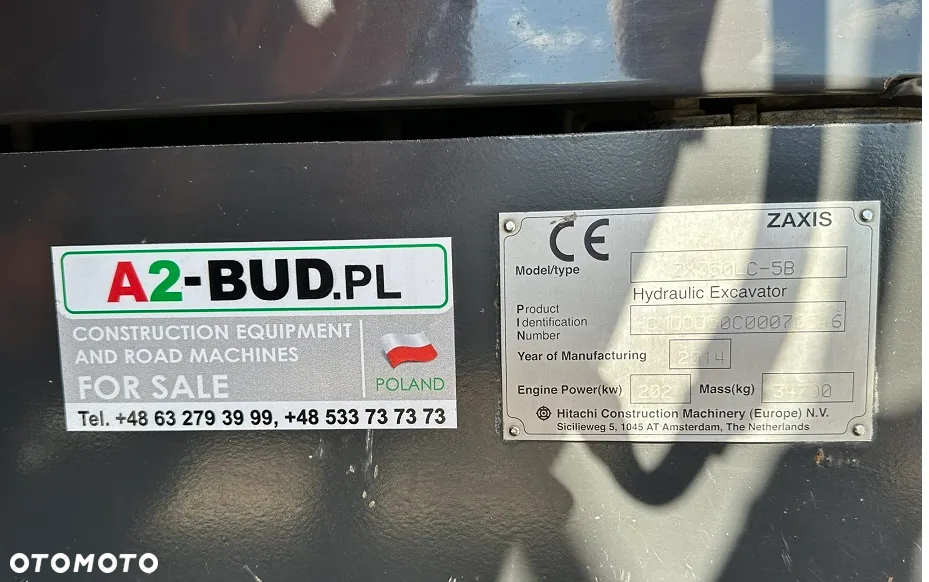 A2-BUD.PL
CONSTRUCTION EQUIPMENT
AND ROAD MACHINES
FOR SALE
POLAND
Tel. +48 63 279 39 99, +48 533 73 73 73
CE
ZAXIS
Model/type
Hydraulic Excavator
Product
Identification
Number
Year of Manufacturing 2014
Engine Power(kw) 202 Mass(kg)
Hitachi Construction Machinery (Europe) N.V.
Sicilieweg 5, 1045 AT Amsterdam, The Netherlands
OTOMOTO